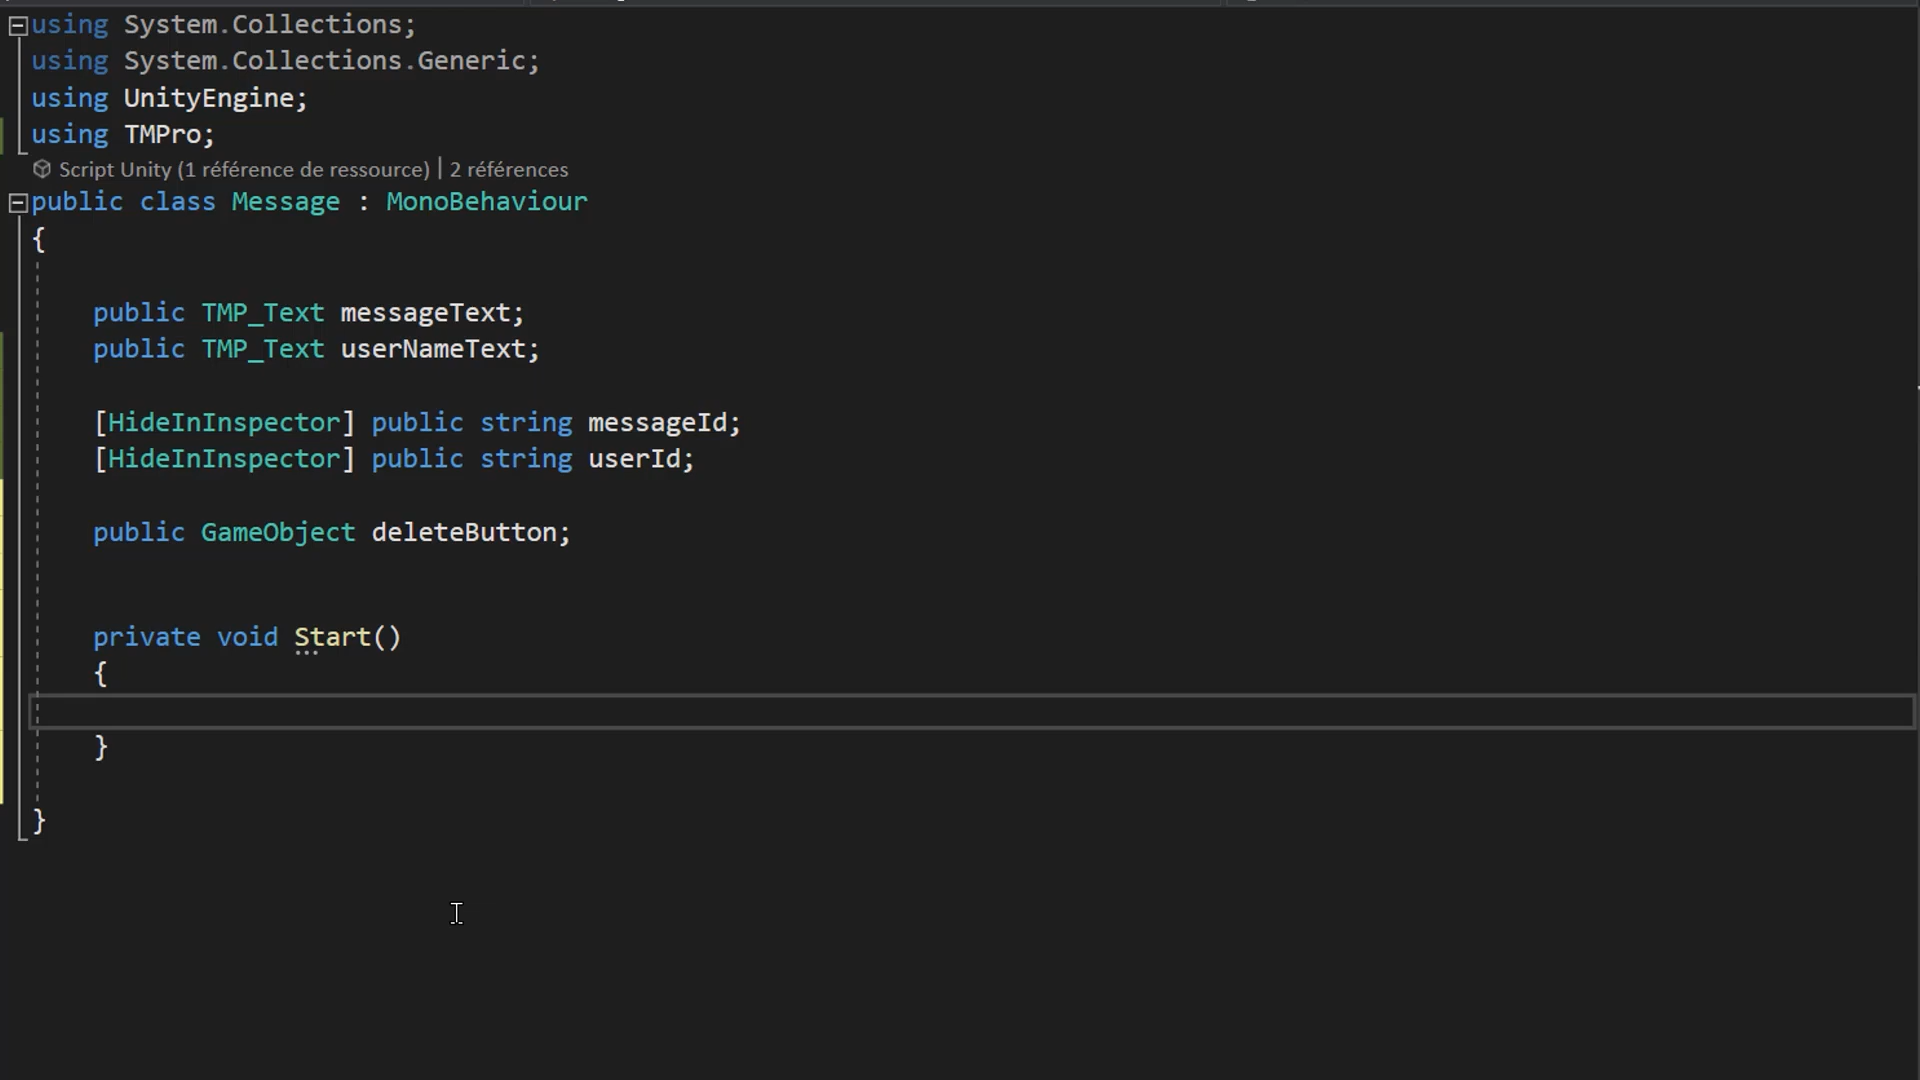 using System.Collections;
using System.Collections.Generic;
using UnityEngine;
using TMPro;
Script Unity (1 référence de ressource) | 2 références
public class Message : MonoBehaviour
{
public TMP_Text messageText;
public TMP_Text userNameText;
[HideInInspector] public string messageId;
[HideInInspector] public string userId;
public GameObject deleteButton;
private void Start()
{
}
}